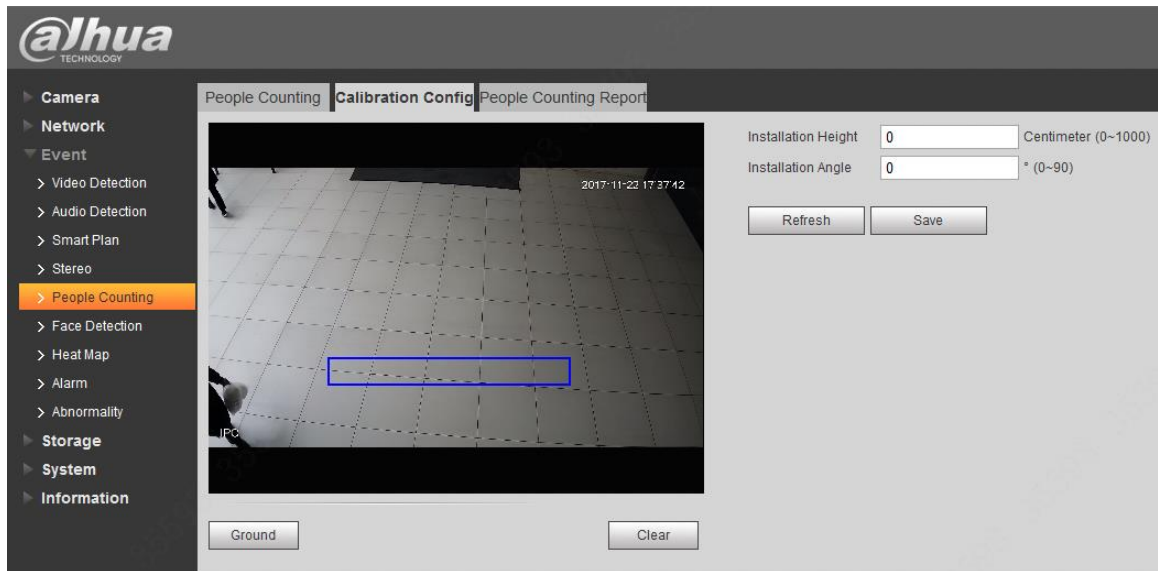 alhua
TECHNOLOGY
Camera
Network
Event
Video Detection
Audio Detection
Smart Plan
Stereo
People Counting
Face Detection
Heat Map
Alarm
Abnormality
Storage
System
Information
People Counting Calibration Config People Counting Report
2017-11-22 17:37:42
IPC
Ground Clear
Installation Height 0 Centimeter (0~1000)
Installation Angle 0 ° (0~90)
Refresh Save